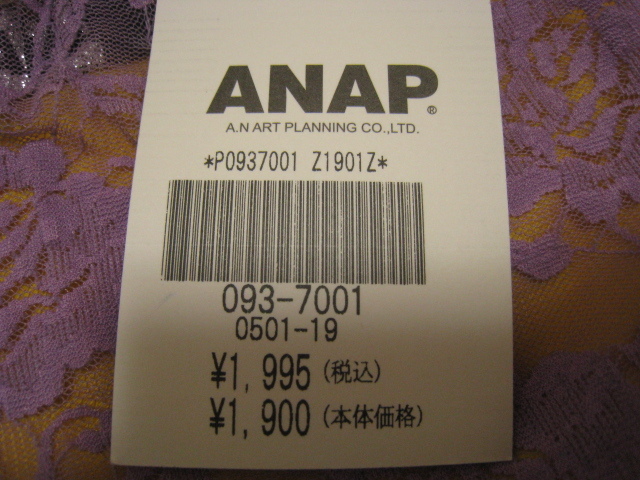 ANAP®
A.N ART PLANNING CO.,LTD.
*P0937001 Z1901Z*
093-7001
0501-19
¥1,995(税込)
¥1,900(本体価格)